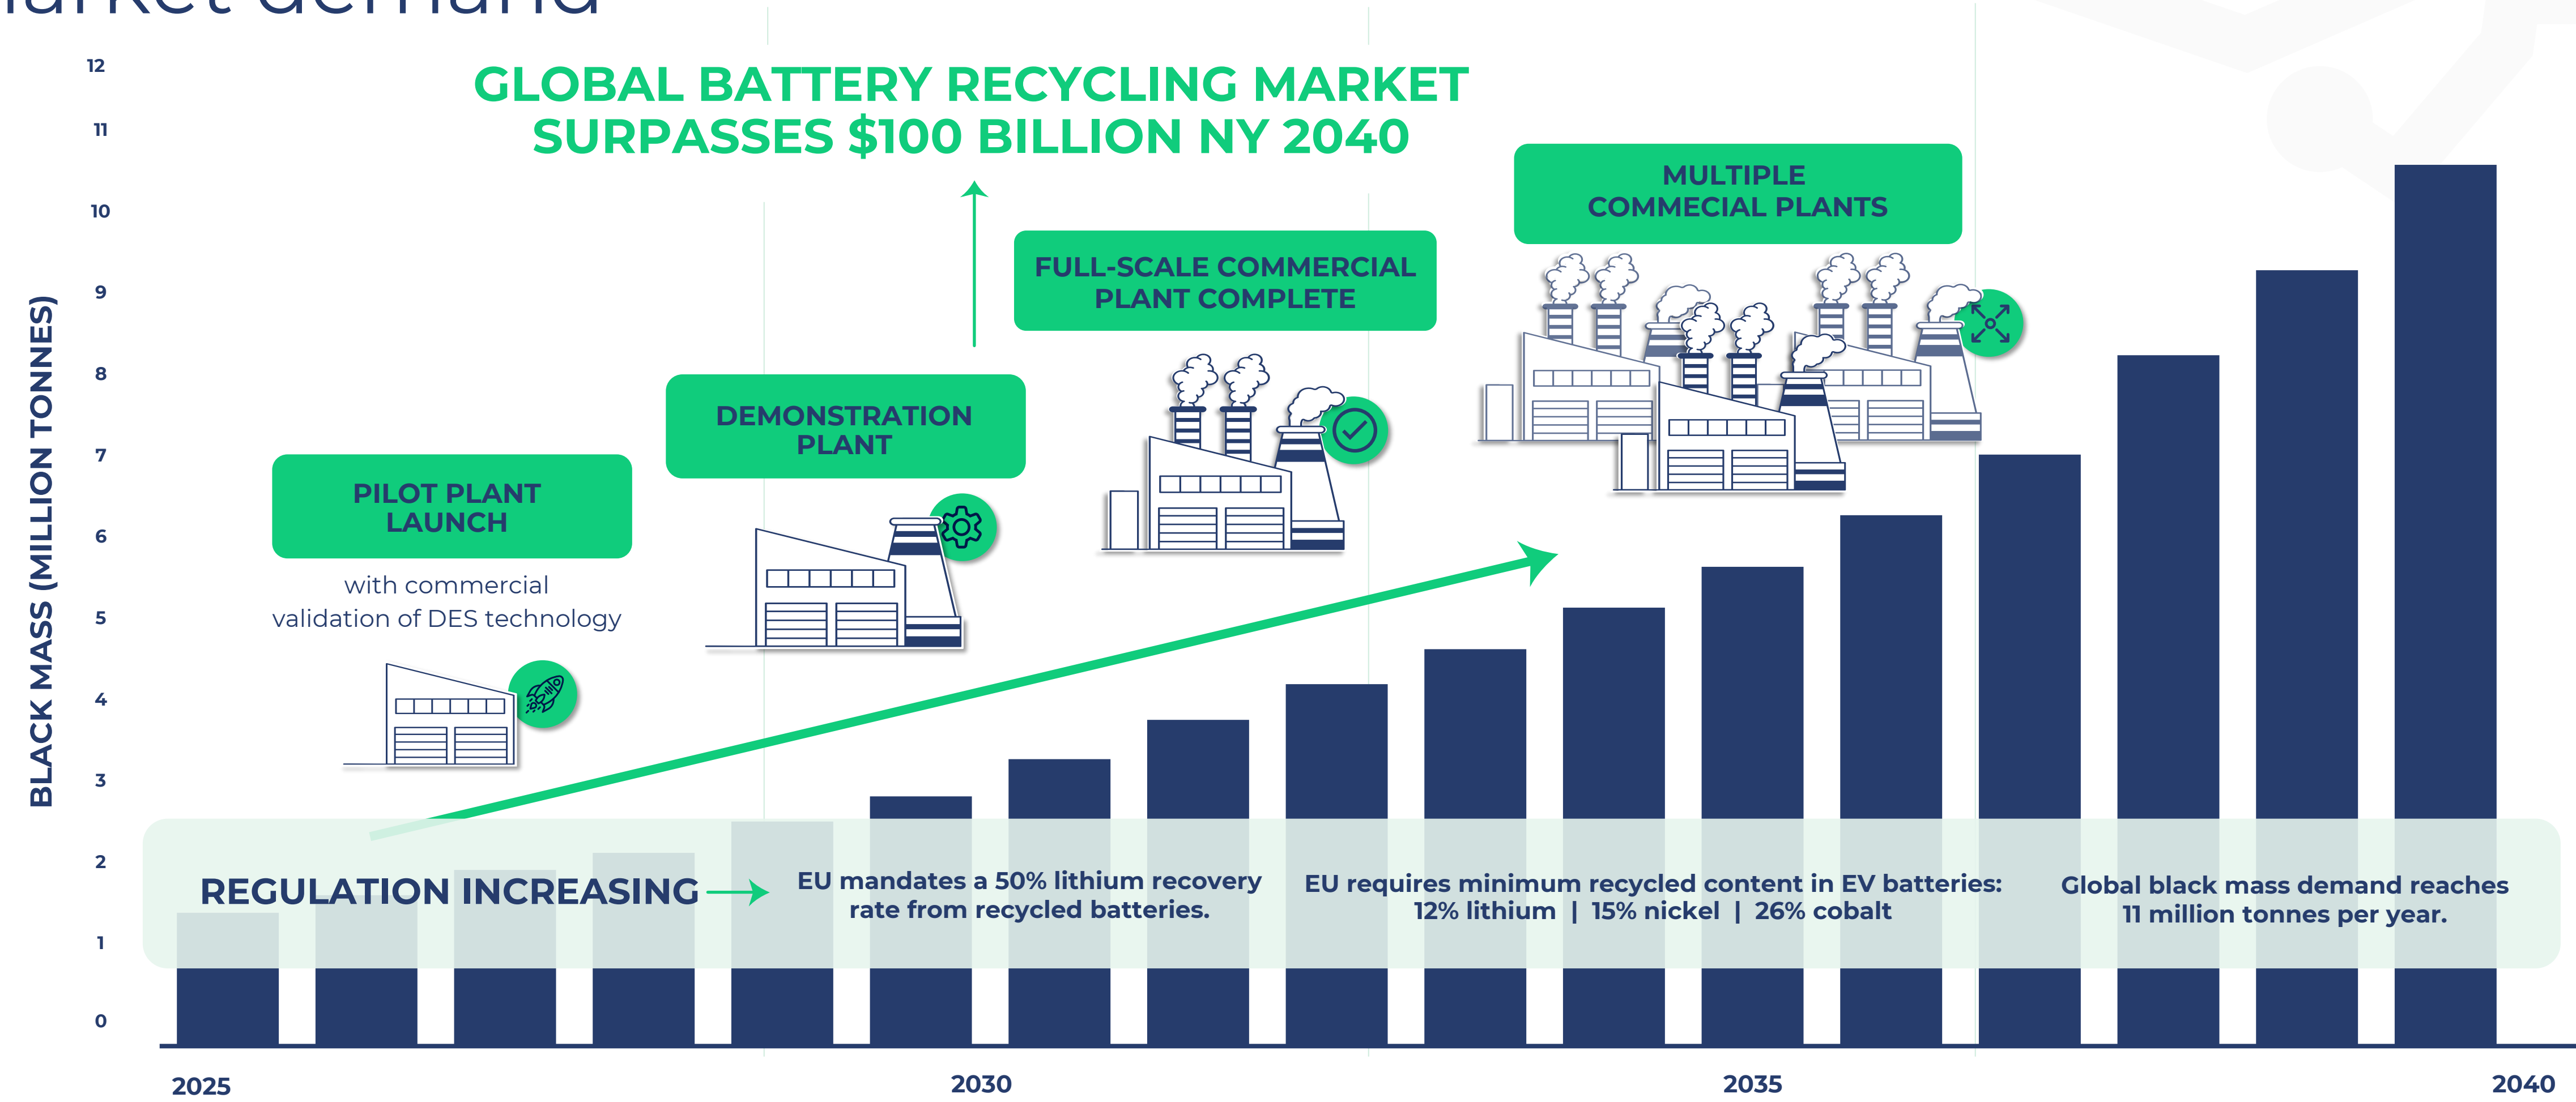 market demand
GLOBAL BATTERY RECYCLING MARKET
SURPASSES $100 BILLION NY 2040
MULTIPLE
COMMECIAL PLANTS
FULL-SCALE COMMERCIAL
PLANT COMPLETE
DEMONSTRATION
PLANT
PILOT PLANT
LAUNCH
with commercial
validation of DES technology
BLACK MASS (MILLION TONNES)
12
11
10
9
8
7
6
5
4
3
2
1
0
REGULATION INCREASING
EU mandates a 50% lithium recovery
rate from recycled batteries.
EU requires minimum recycled content in EV batteries:
12% lithium | 15% nickel | 26% cobalt
Global black mass demand reaches
11 million tonnes per year.
2025
2030
2035
2040